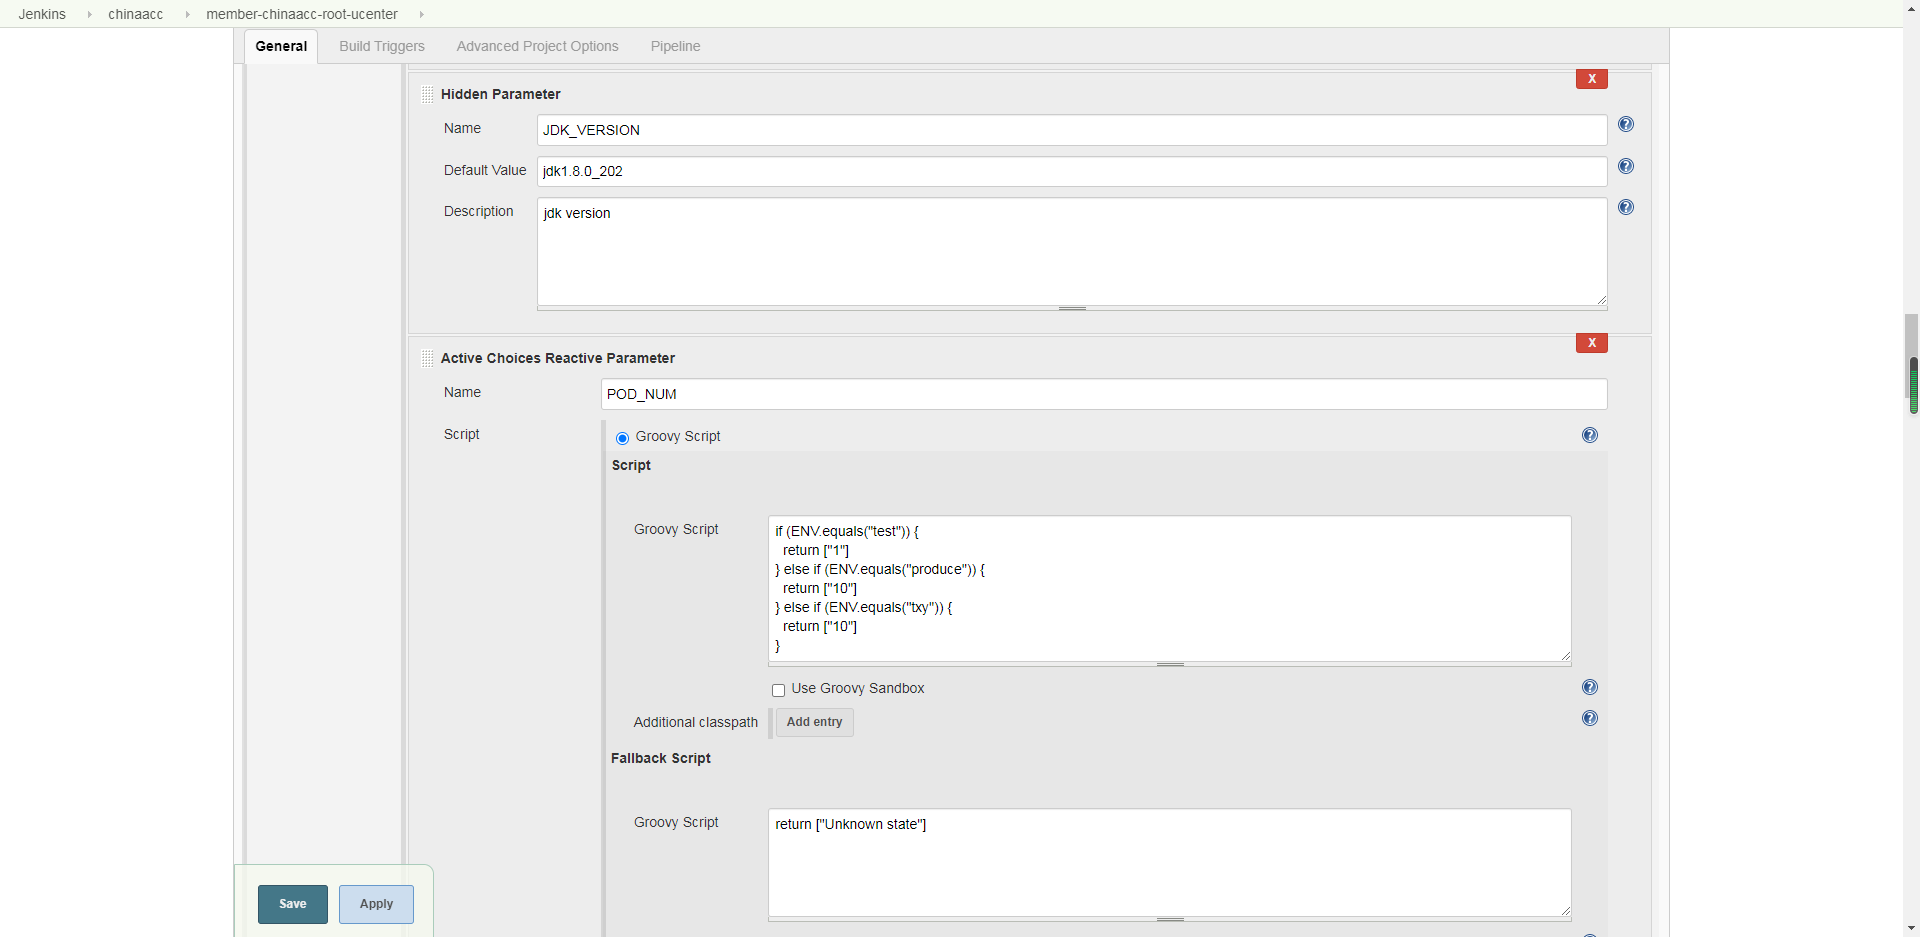 Jenkins chinaacc member-chinaacc-root-ucenter
General Build Triggers Advanced Project Options Pipeline
X
Hidden Parameter
Name JDK_VERSION
Default Value jdk1.8.0_202
Description jdk version
X
Active Choices Reactive Parameter
Name POD_NUM
Script Groovy Script
Script
Groovy Script if (ENV.equals("test")) {
return ["1"]
} else if (ENV.equals("produce")) {
return ["10"]
} else if (ENV.equals("txy")) {
return ["10"]
}
Use Groovy Sandbox
Additional classpath Add entry
Fallback Script
Groovy Script return ["Unknown state"]
Save Apply